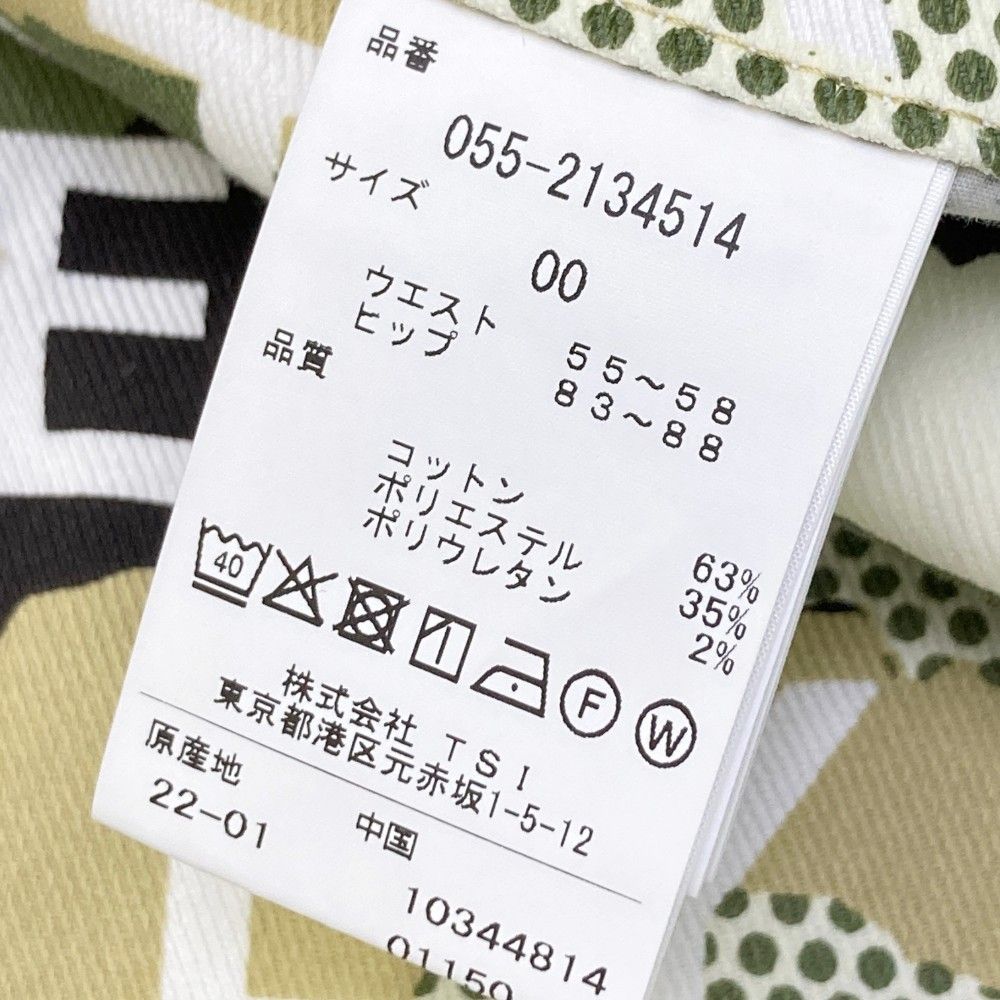 品番
055-2134514
サイズ
00
ウエスト 55～58
ヒップ 83～88
品質
コットン 63%
ポリエステル 35%
ポリウレタン 2%
40
F W
株式会社 TSI
東京都港区元赤坂1-5-12
原産地 中国
22-01
10344814
01150